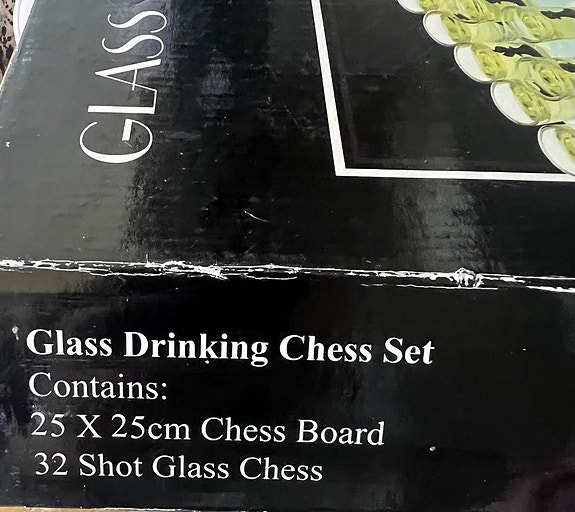 GLASS
Glass Drinking Chess Set
Contains:
25 X 25cm Chess Board
32 Shot Glass Chess